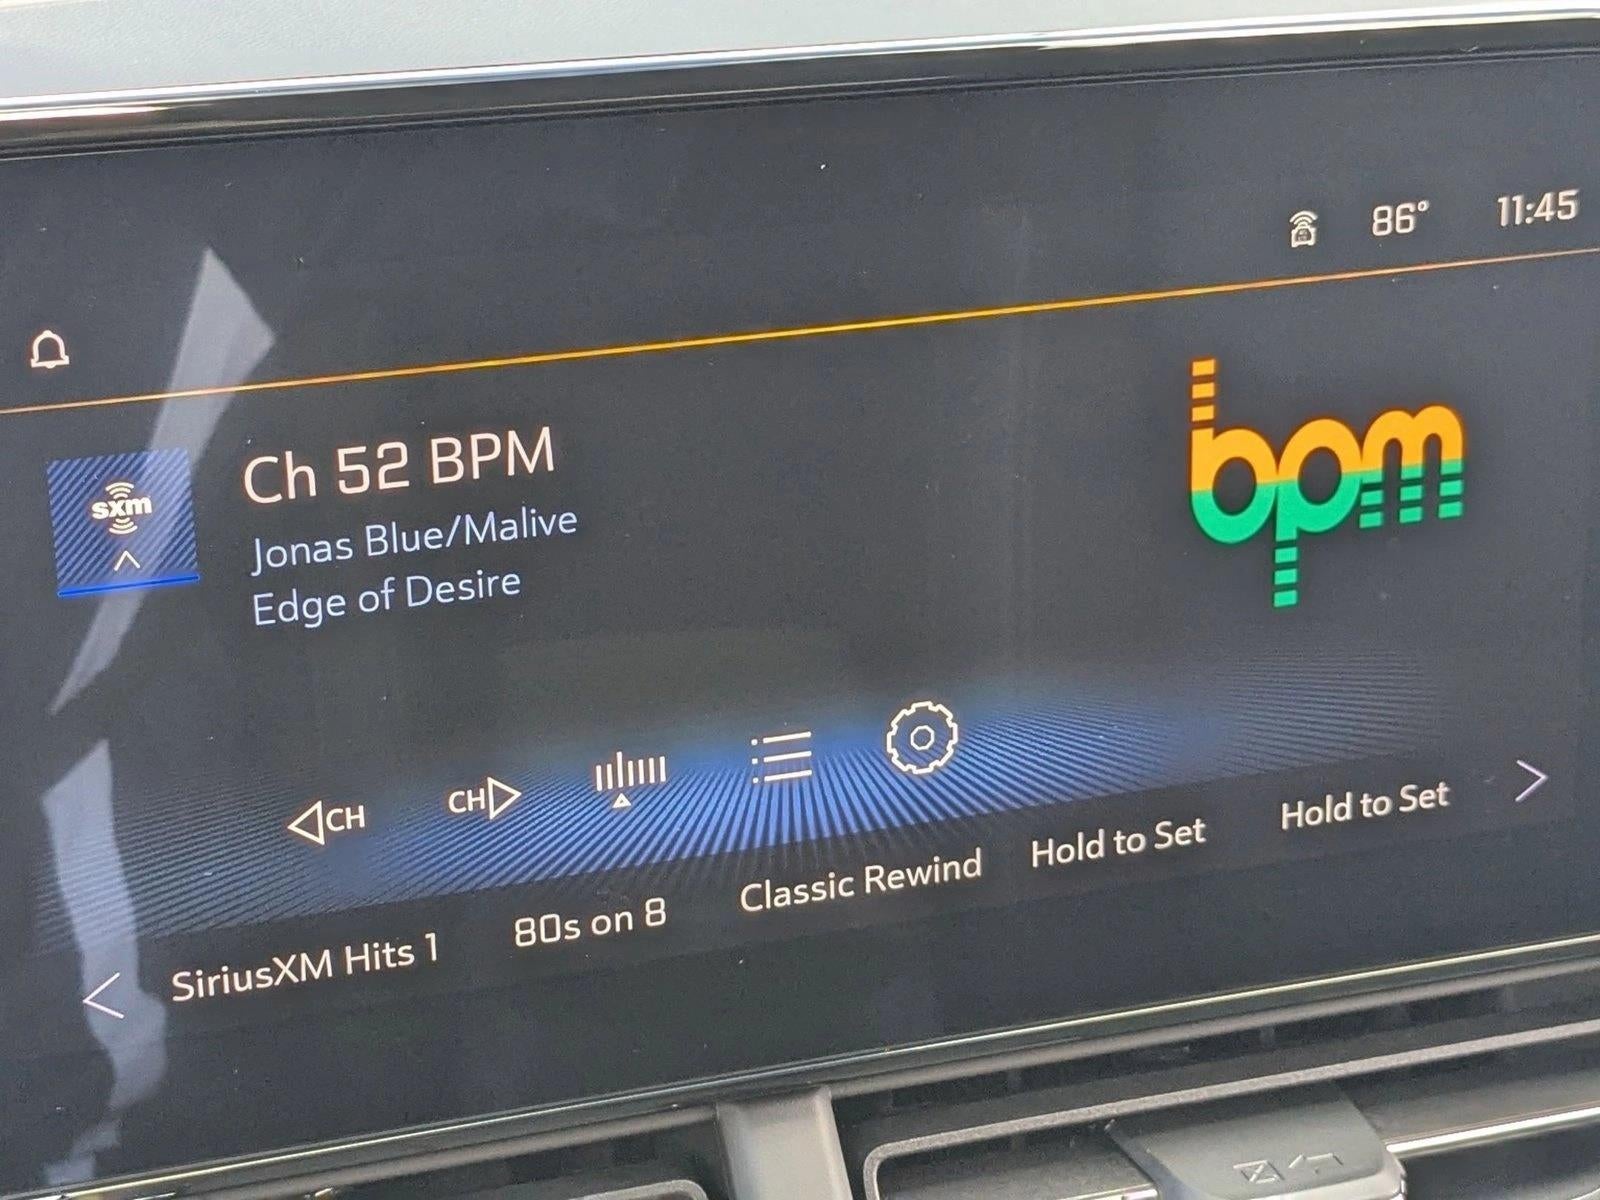 86° 11:45
sxm
Ch 52 BPM
Jonas Blue/Malive
Edge of Desire
bpm
CH CH
SiriusXM Hits 1 80s on 8 Classic Rewind Hold to Set Hold to Set